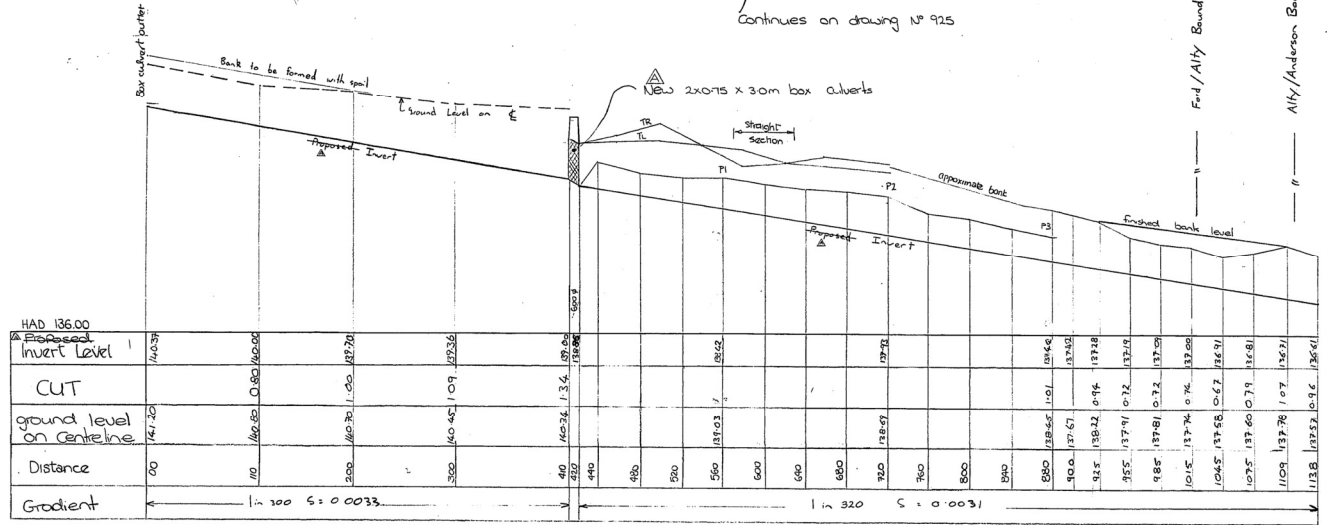 Continues on drawing Nº 925
Box culvert outlet
Bank to be formed with spoil
Ground Level on ℄
Proposed Invert
A
New 2x0.75 x 3.0m box culverts
TR
TL
straight
section
P1
P2
P3
approximate bank
finished bank level
Ford / Alty Bound
Alty/Anderson Bo
"
"
Proposed Invert
600 ϕ
HAD 136.00
Proposed
Invert Level 140.37 140.00 139.70 139.36 139.00 137.42 137.28 137.19 137.09 137.00 136.91 136.81 136.71 136.61
CUT 0.80 1.00 1.09 1.34 1.01 0.94 0.72 0.72 0.74 0.67 0.79 1.07 0.96
ground level
on Centreline 141.20 140.80 140.70 140.45 140.34 139.03 138.69 138.65 137.67 138.22 137.91 137.81 137.74 137.58 137.60 137.78 137.57
Distance 00 110 200 300 410 420 440 480 520 560 600 640 680 720 760 800 840 880 900 925 955 985 1015 1045 1075 1109 1138
Gradient 1 in 300 S = 0.0033 1 in 320 S = 0.0031